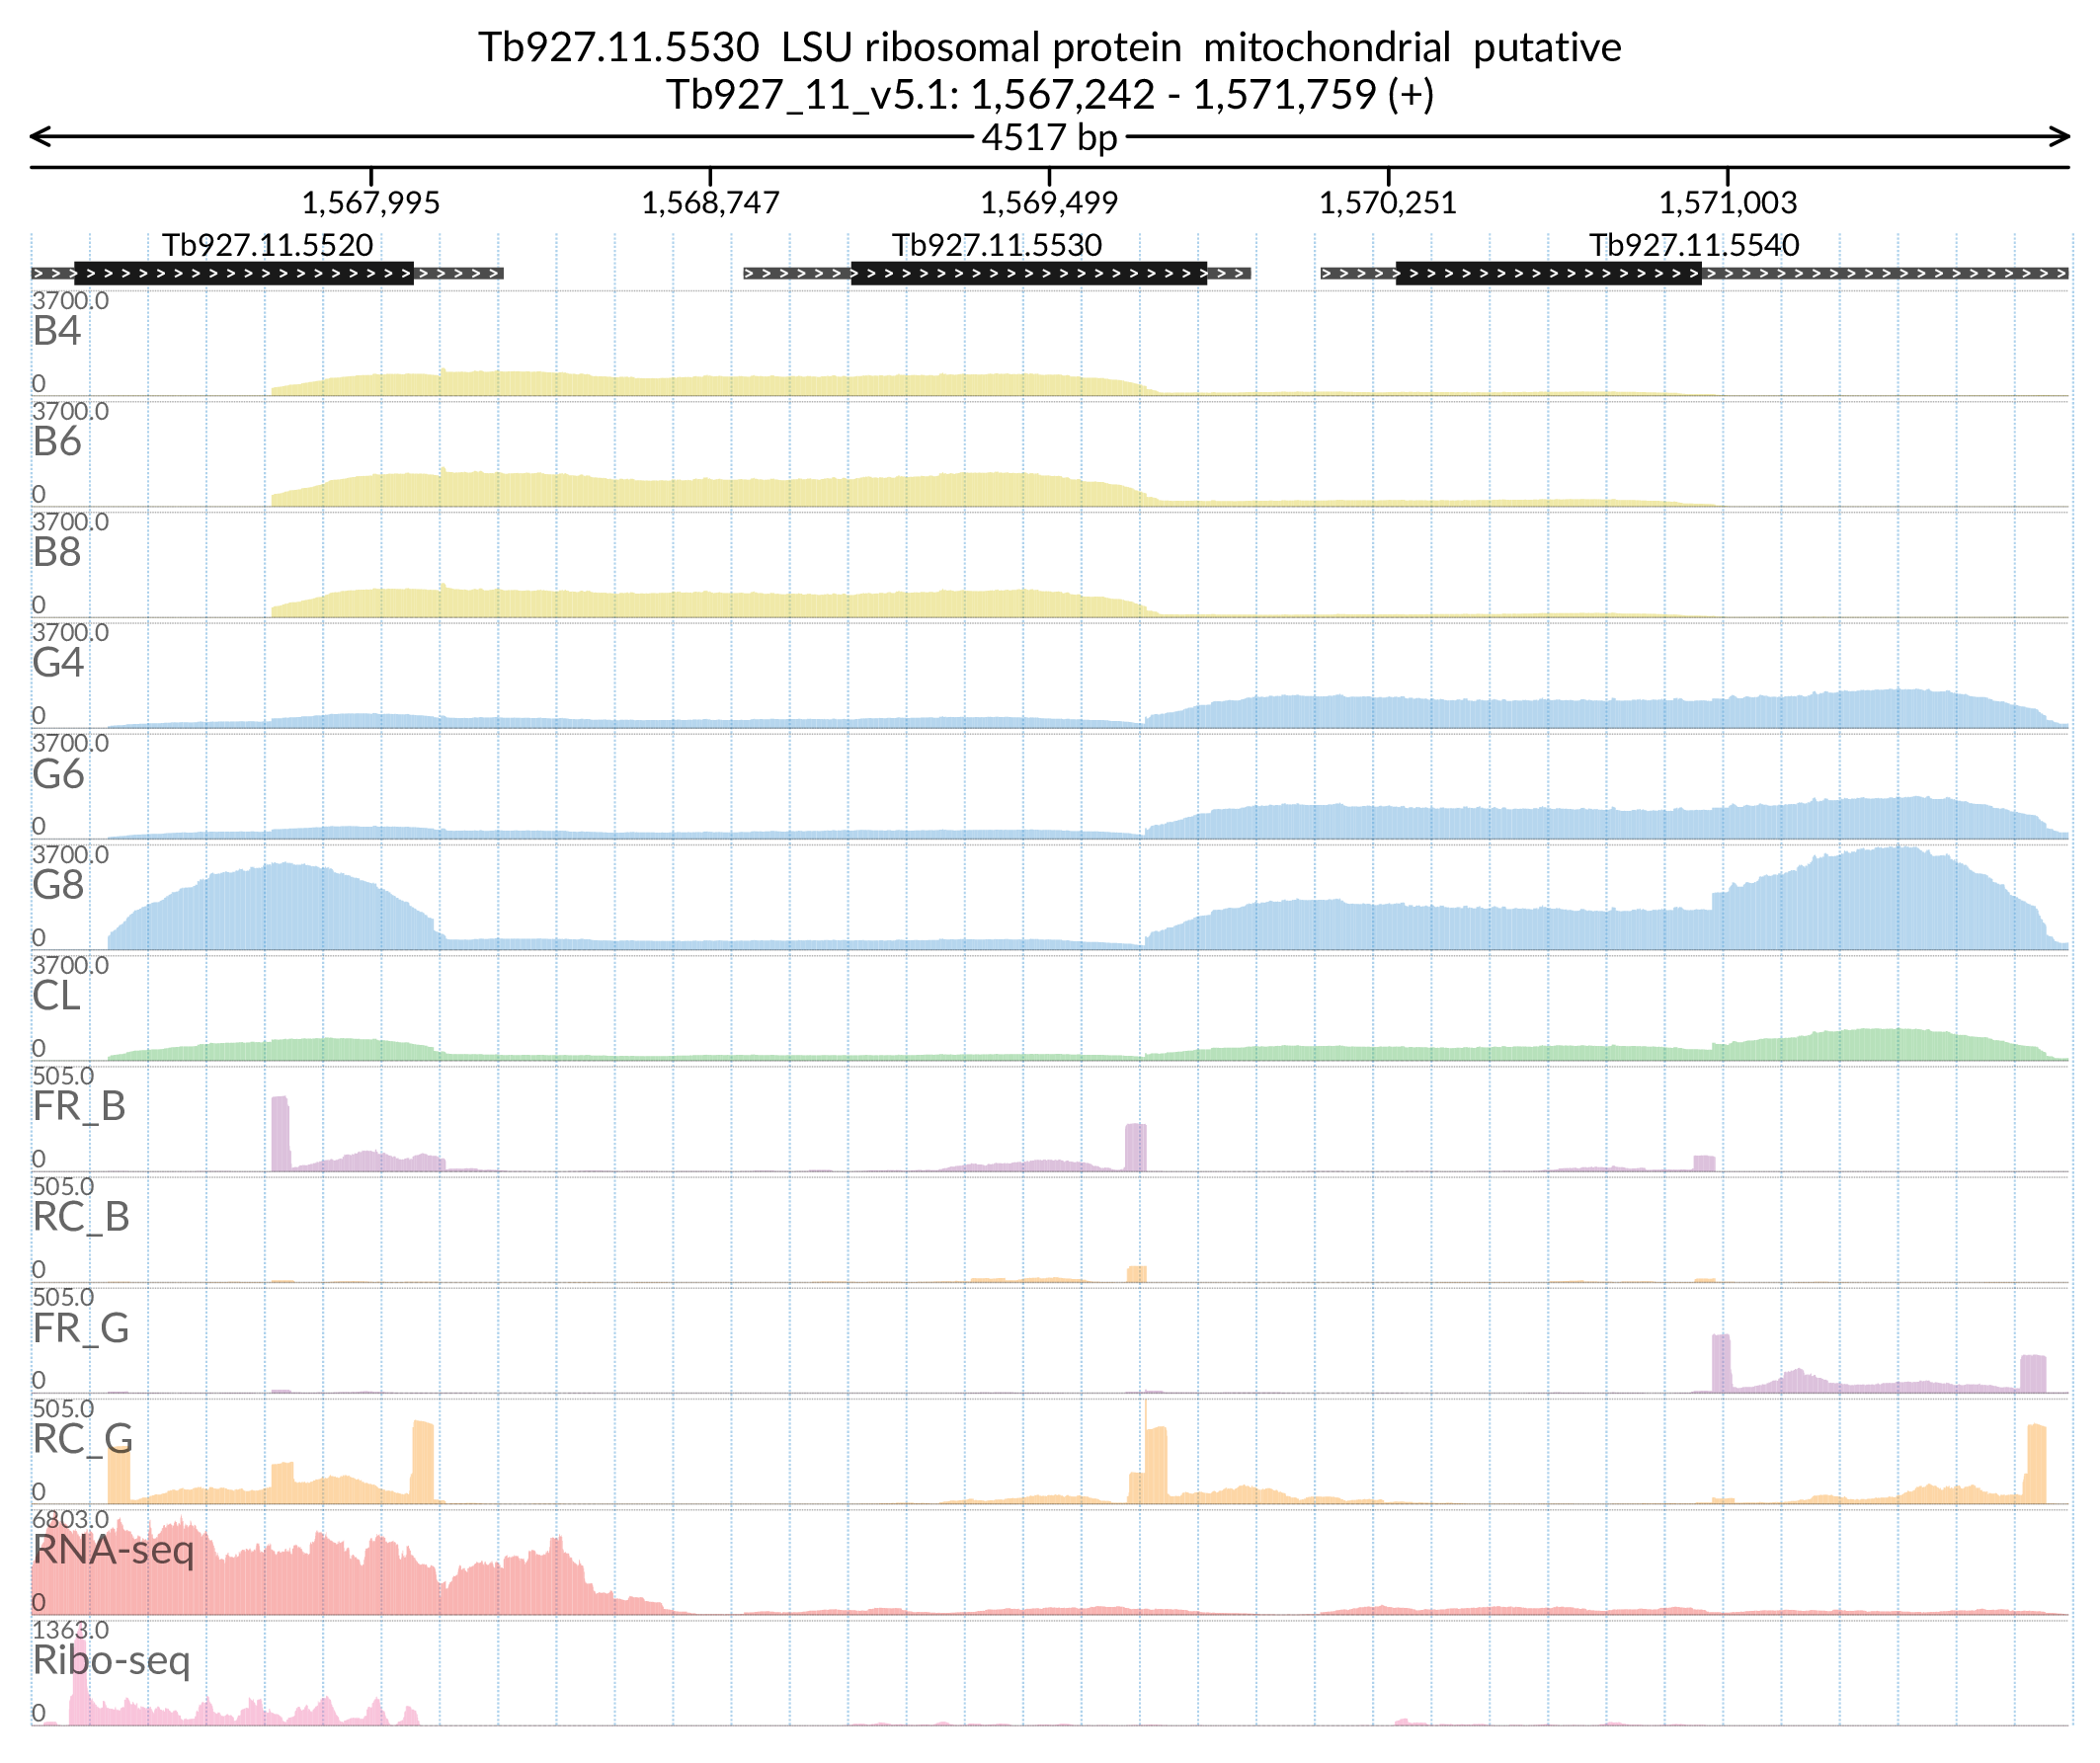 Tb927.11.5530 LSU ribosomal protein mitochondrial putative
Tb927_11_v5.1: 1,567,242 - 1,571,759 (+)
4517 bp
1,567,995 1,568,747 1,569,499 1,570,251 1,571,003
Tb927.11.5520 Tb927.11.5530 Tb927.11.5540
3700.0
B4
0
3700.0
B6
0
3700.0
B8
0
3700.0
G4
0
3700.0
G6
0
3700.0
G8
0
3700.0
CL
0
505.0
FR_B
0
505.0
RC_B
0
505.0
FR_G
0
505.0
RC_G
0
6803.0
RNA-seq
0
1363.0
Ribo-seq
0